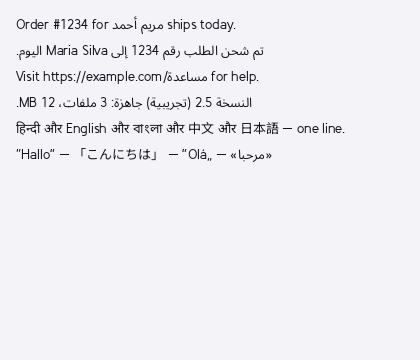 Order #1234 for مريم أحمد ships today.
تم شحن الطلب رقم 1234 إلى Maria Silva اليوم.
Visit https://example.com/مساعدة for help.
النسخة 2.5 (تجريبية) جاهزة: 3 ملفات، 12 MB.
हिन्दी और English और বাংলা और 中文 और 日本語 — one line.
«مرحبا» — „Olá” — 「こんにちは」 — “Hallo”